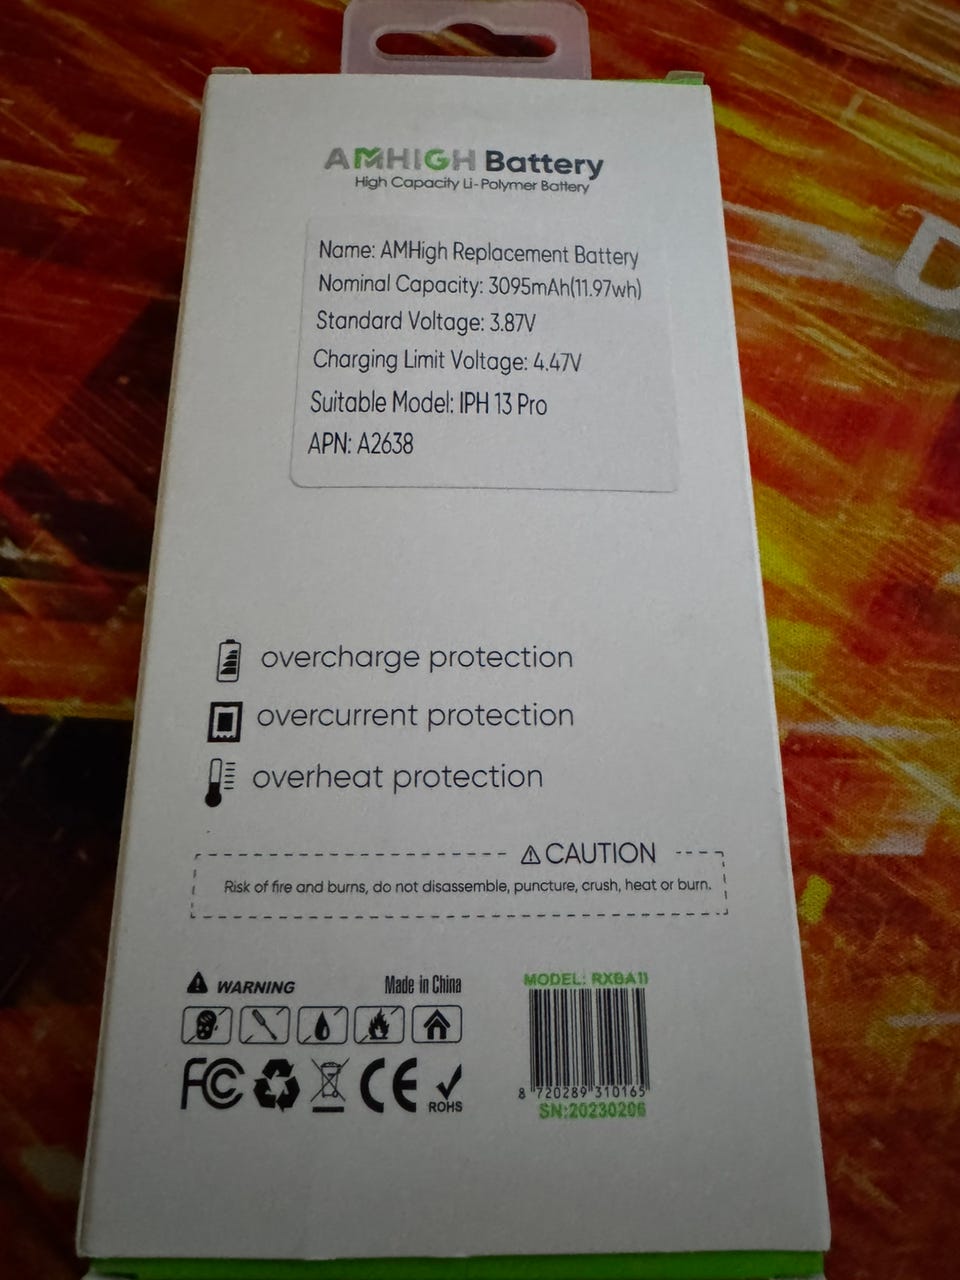 AMHIGH Battery
High Capacity Li-Polymer Battery
Name: AMHigh Replacement Battery
Nominal Capacity: 3095mAh(11.97wh)
Standard Voltage: 3.87V
Charging Limit Voltage: 4.47V
Suitable Model: IPH 13 Pro
APN: A2638
overcharge protection
overcurrent protection
overheat protection
CAUTION
Risk of fire and burns, do not disassemble, puncture, crush, heat or burn.
WARNING
Made in China
FC CE ROHS
MODEL: RXBA11
8 720289 310165
SN:20230206
D